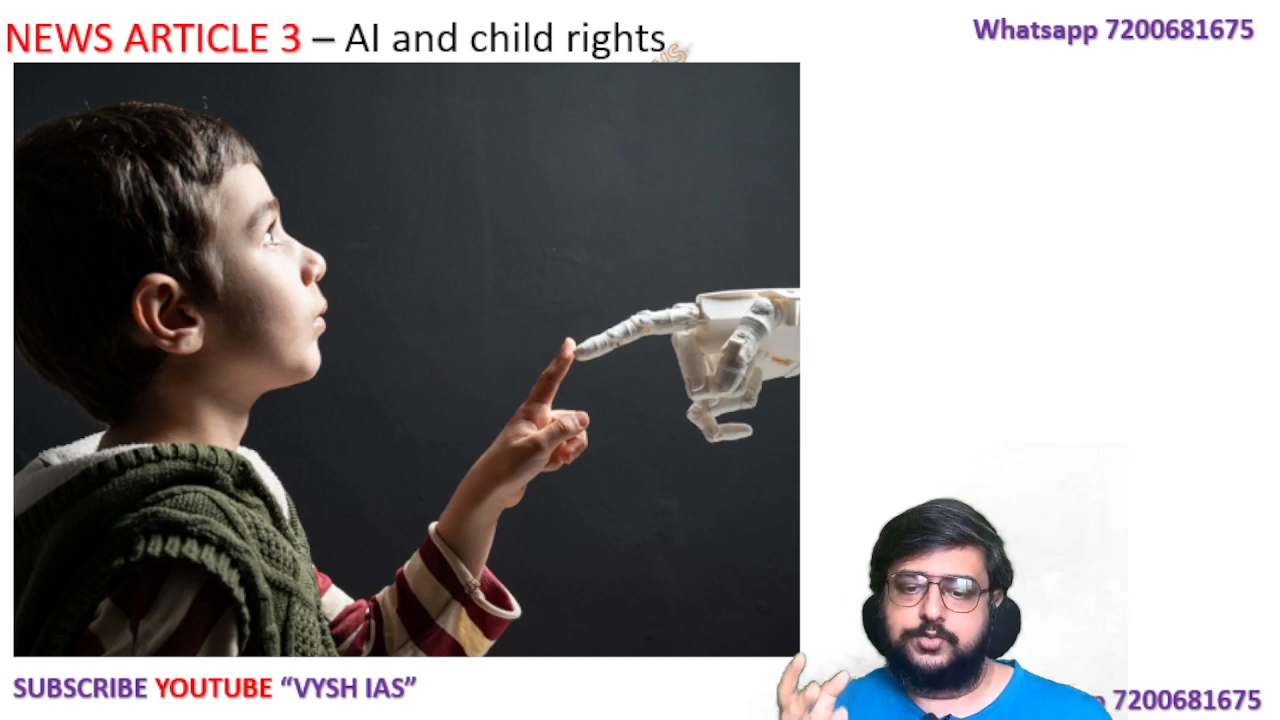 NEWS ARTICLE 3 – AI and child rights
Whatsapp 7200681675
SUBSCRIBE YOUTUBE “VYSH IAS”
7200681675